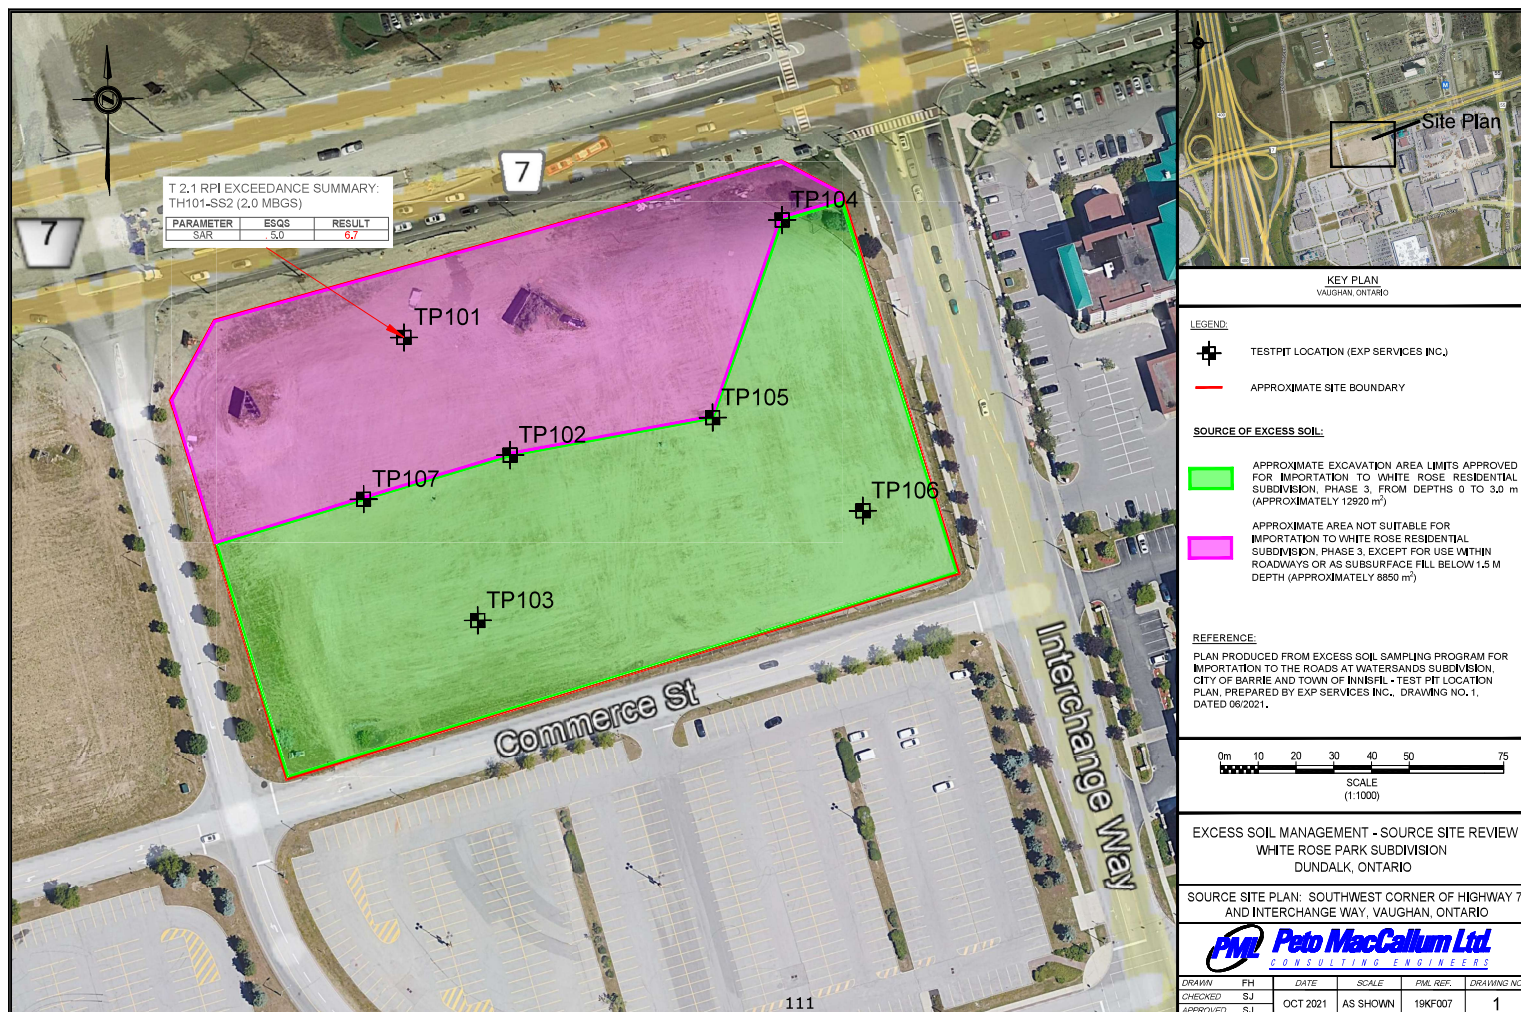 7
7
T 2.1 RPI EXCEEDANCE SUMMARY:
TH101-SS2 (2.0 MBGS)
PARAMETER ESQS RESULT
SAR 5.0 6.7
TP104
TP101
TP105
TP102
TP107
TP106
TP103
Commerce St
Interchange Way
111
Site Plan
KEY PLAN
VAUGHAN, ONTARIO
LEGEND:
TESTPIT LOCATION (EXP SERVICES INC.)
APPROXIMATE SITE BOUNDARY
SOURCE OF EXCESS SOIL:
APPROXIMATE EXCAVATION AREA LIMITS APPROVED
FOR IMPORTATION TO WHITE ROSE RESIDENTIAL
SUBDIVISION, PHASE 3, FROM DEPTHS 0 TO 3.0 m
(APPROXIMATELY 12920 m²)
APPROXIMATE AREA NOT SUITABLE FOR
IMPORTATION TO WHITE ROSE RESIDENTIAL
SUBDIVISION, PHASE 3, EXCEPT FOR USE WITHIN
ROADWAYS OR AS SUBSURFACE FILL BELOW 1.5 M
DEPTH (APPROXIMATELY 8850 m²)
REFERENCE:
PLAN PRODUCED FROM EXCESS SOIL SAMPLING PROGRAM FOR
IMPORTATION TO THE ROADS AT WATERSANDS SUBDIVISION,
CITY OF BARRIE AND TOWN OF INNISFIL - TEST PIT LOCATION
PLAN, PREPARED BY EXP SERVICES INC., DRAWING NO. 1,
DATED 06/2021.
0m 10 20 30 40 50 75
SCALE
(1:1000)
EXCESS SOIL MANAGEMENT - SOURCE SITE REVIEW
WHITE ROSE PARK SUBDIVISION
DUNDALK, ONTARIO
SOURCE SITE PLAN: SOUTHWEST CORNER OF HIGHWAY 7
AND INTERCHANGE WAY, VAUGHAN, ONTARIO
PML Peto MacCallum Ltd.
CONSULTING ENGINEERS
DRAWN FH DATE SCALE PML REF. DRAWING NO.
CHECKED SJ OCT 2021 AS SHOWN 19KF007 1
APPROVED SJ